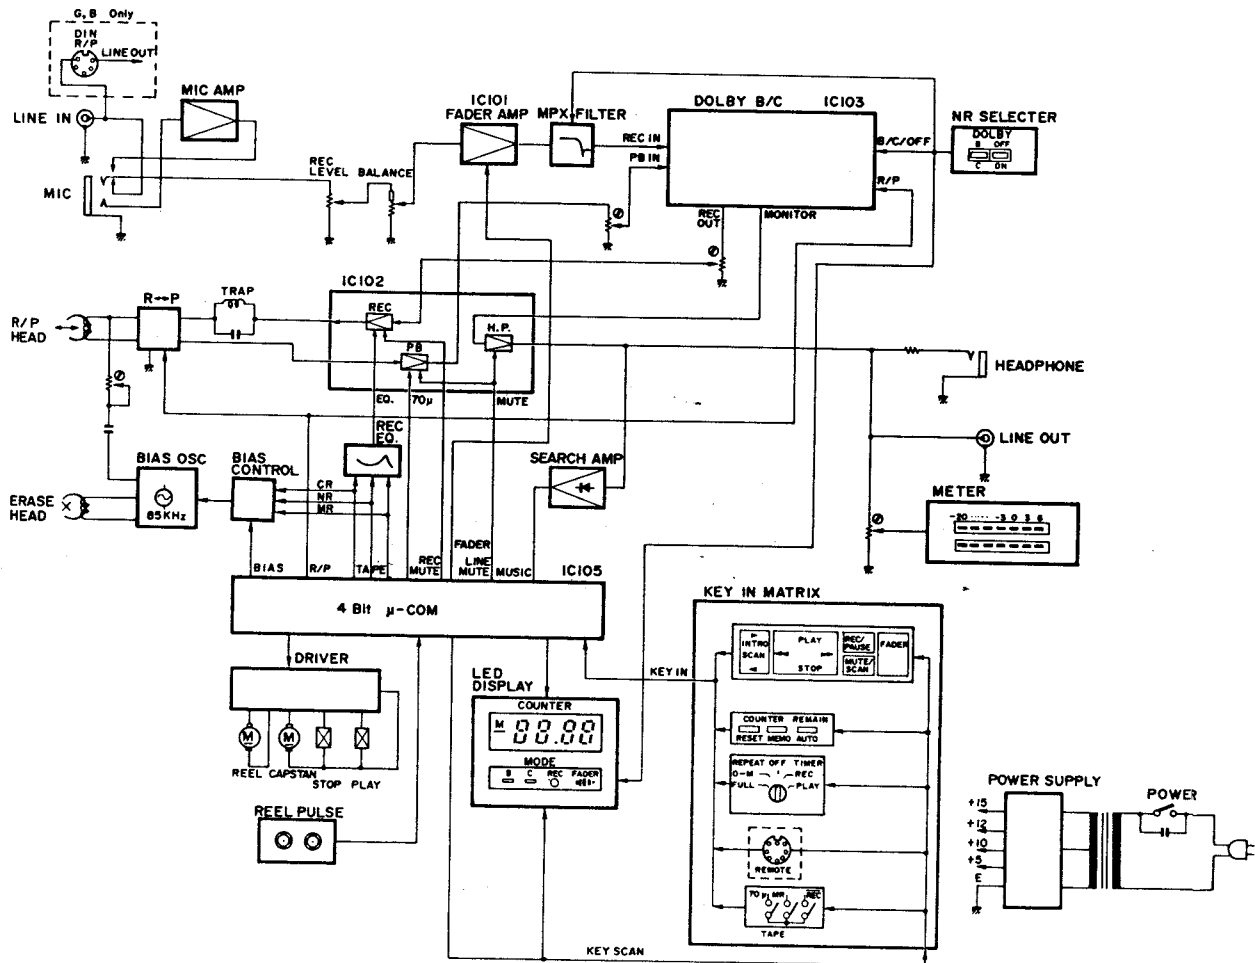 G, B Only
DIN
R/P
LINE OUT
LINE IN
MIC AMP
MIC
REC
LEVEL
BALANCE
IC101
FADER AMP
MPX FILTER
DOLBY B/C
IC103
REC IN
PB IN
B/C/OFF
R/P
REC
OUT
MONITOR
NR SELECTER
DOLBY
B OFF
C ON
R↔P
TRAP
R/P
HEAD
IC102
REC
PB
H.P.
EQ.
70μ
MUTE
HEADPHONE
LINE OUT
METER
-20 ····· -3 0 3 6
REC
EQ.
SEARCH AMP
BIAS OSC
85KHz
BIAS
CONTROL
ERASE
HEAD
CR
NR
MR
BIAS
R/P
TAPE
REC
MUTE
FADER
LINE
MUTE
MUSIC
IC105
4 Bit μ-COM
DRIVER
M
M
REEL
CAPSTAN
STOP
PLAY
REEL PULSE
LED
DISPLAY
COUNTER
M
88.88
MODE
B
C
REC
FADER
KEY IN
KEY SCAN
KEY IN MATRIX
INTRO
SCAN
PLAY
STOP
REC/
PAUSE
MUTE/
SCAN
FADER
COUNTER REMAIN
RESET MEMO AUTO
REPEAT OFF TIMER
0-M
REC
FULL
PLAY
REMOTE
70μ
MR
REC
TAPE
POWER SUPPLY
+15
+12
+10
+5
E
POWER